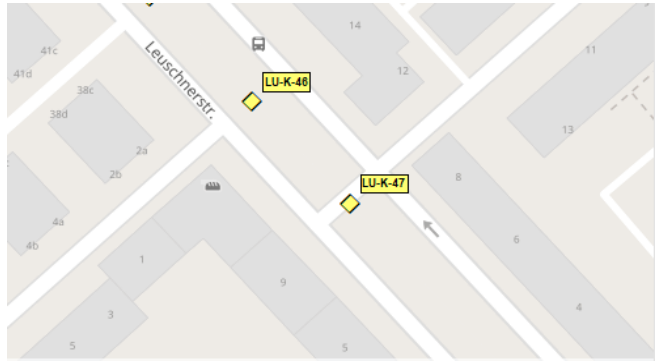 14
41c
11
41d
12
LU-K-46
Leuschnerstr.
38c
38d
13
2a
2b
8
LU-K-47
4a
4b
6
1
9
4
3
5
5